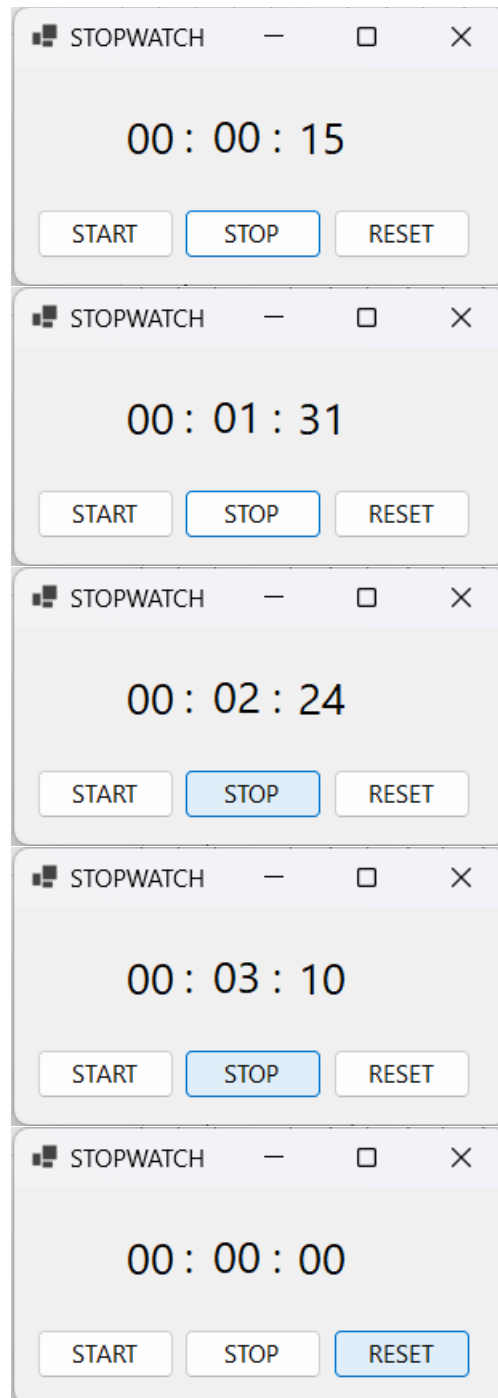 STOPWATCH
00 : 00 : 15
START STOP RESET
STOPWATCH
00 : 01 : 31
START STOP RESET
STOPWATCH
00 : 02 : 24
START STOP RESET
STOPWATCH
00 : 03 : 10
START STOP RESET
STOPWATCH
00 : 00 : 00
START STOP RESET